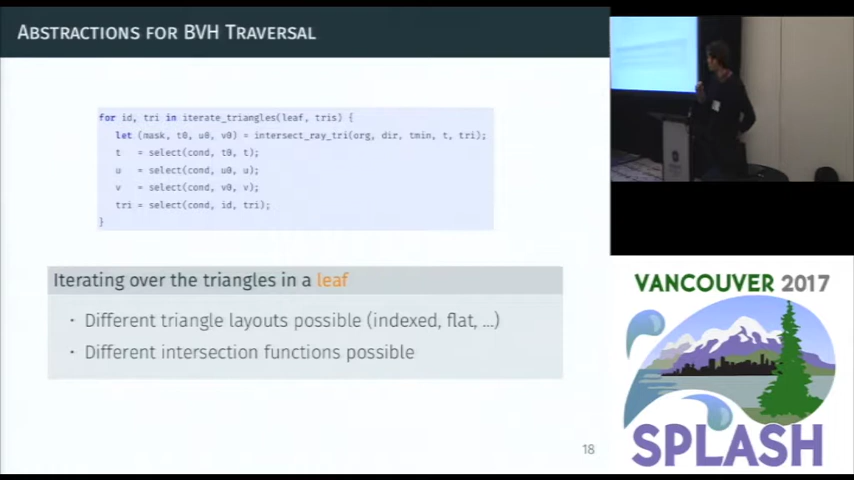 ABSTRACTIONS FOR BVH TRAVERSAL
for id, tri in iterate_triangles(leaf, tris) {
let (mask, t0, u0, v0) = intersect_ray_tri(org, dir, tmin, t, tri);
t = select(cond, t0, t);
u = select(cond, u0, u);
v = select(cond, v0, v);
tri = select(cond, id, tri);
}
Iterating over the triangles in a leaf
· Different triangle layouts possible (indexed, flat, ...)
· Different intersection functions possible
18
VANCOUVER 2017
SPLASH